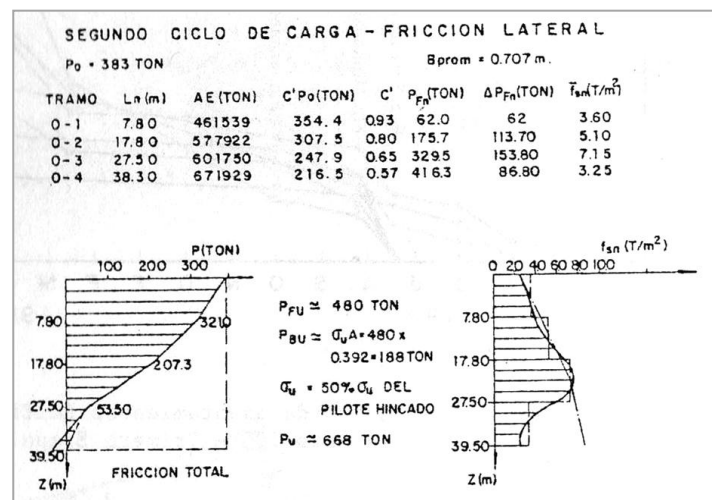 SEGUNDO CICLO DE CARGA - FRICCION LATERAL
P₀ = 383 TON Bprom = 0.707 m.
TRAMO Ln (m) AE (TON) C'Po(TON) C' PFn(TON) ΔPFn(TON) f̄sn(T/m²)
0-1 7.80 461539 354.4 0.93 62.0 62 3.60
0-2 17.80 577922 307.5 0.80 175.7 113.70 5.10
0-3 27.50 601750 247.9 0.65 329.5 153.80 7.15
0-4 38.30 671929 216.5 0.57 416.3 86.80 3.25
P(TON)
100 200 300
7.80
321.0
17.80
207.3
27.50
53.50
39.50
Z(m)
FRICCION TOTAL
PFU ≃ 480 TON
PBU ≃ σuA=480 x
0.392=188 TON
σu = 50% σu DEL
PILOTE HINCADO
Pu ≃ 668 TON
fsn (T/m²)
0 20 40 60 80 100
7.80
17.80
27.50
39.50
Z(m)